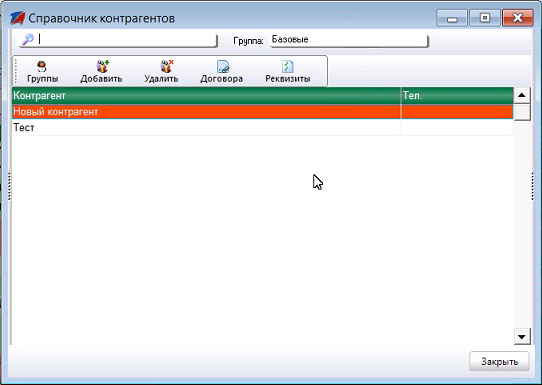 Справочник контрагентов
Группа: Базовые
Группы Добавить Удалить Договора Реквизиты
Контрагент Тел.
Новый контрагент
Тест
Закрыть